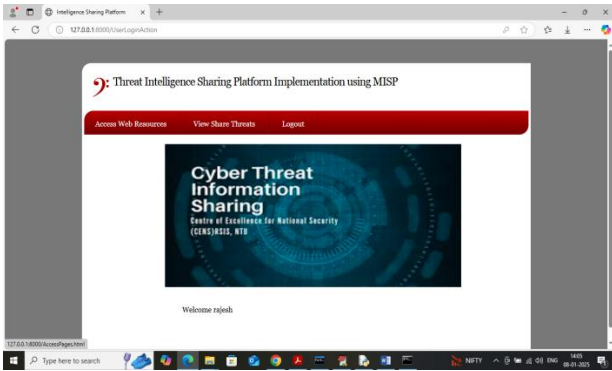 Intelligence Sharing Platform
127.0.0.1:8000/UserLoginAction
Threat Intelligence Sharing Platform Implementation using MISP
Access Web Resources View Share Threats Logout
Cyber Threat
Information
Sharing
Centre of Excellence for National Security
(CENS)RSIS, NTU
Welcome rajesh
127.0.0.1:8000/AccessPages.html
Type here to search
NIFTY
ENG
14:05
08-01-2025